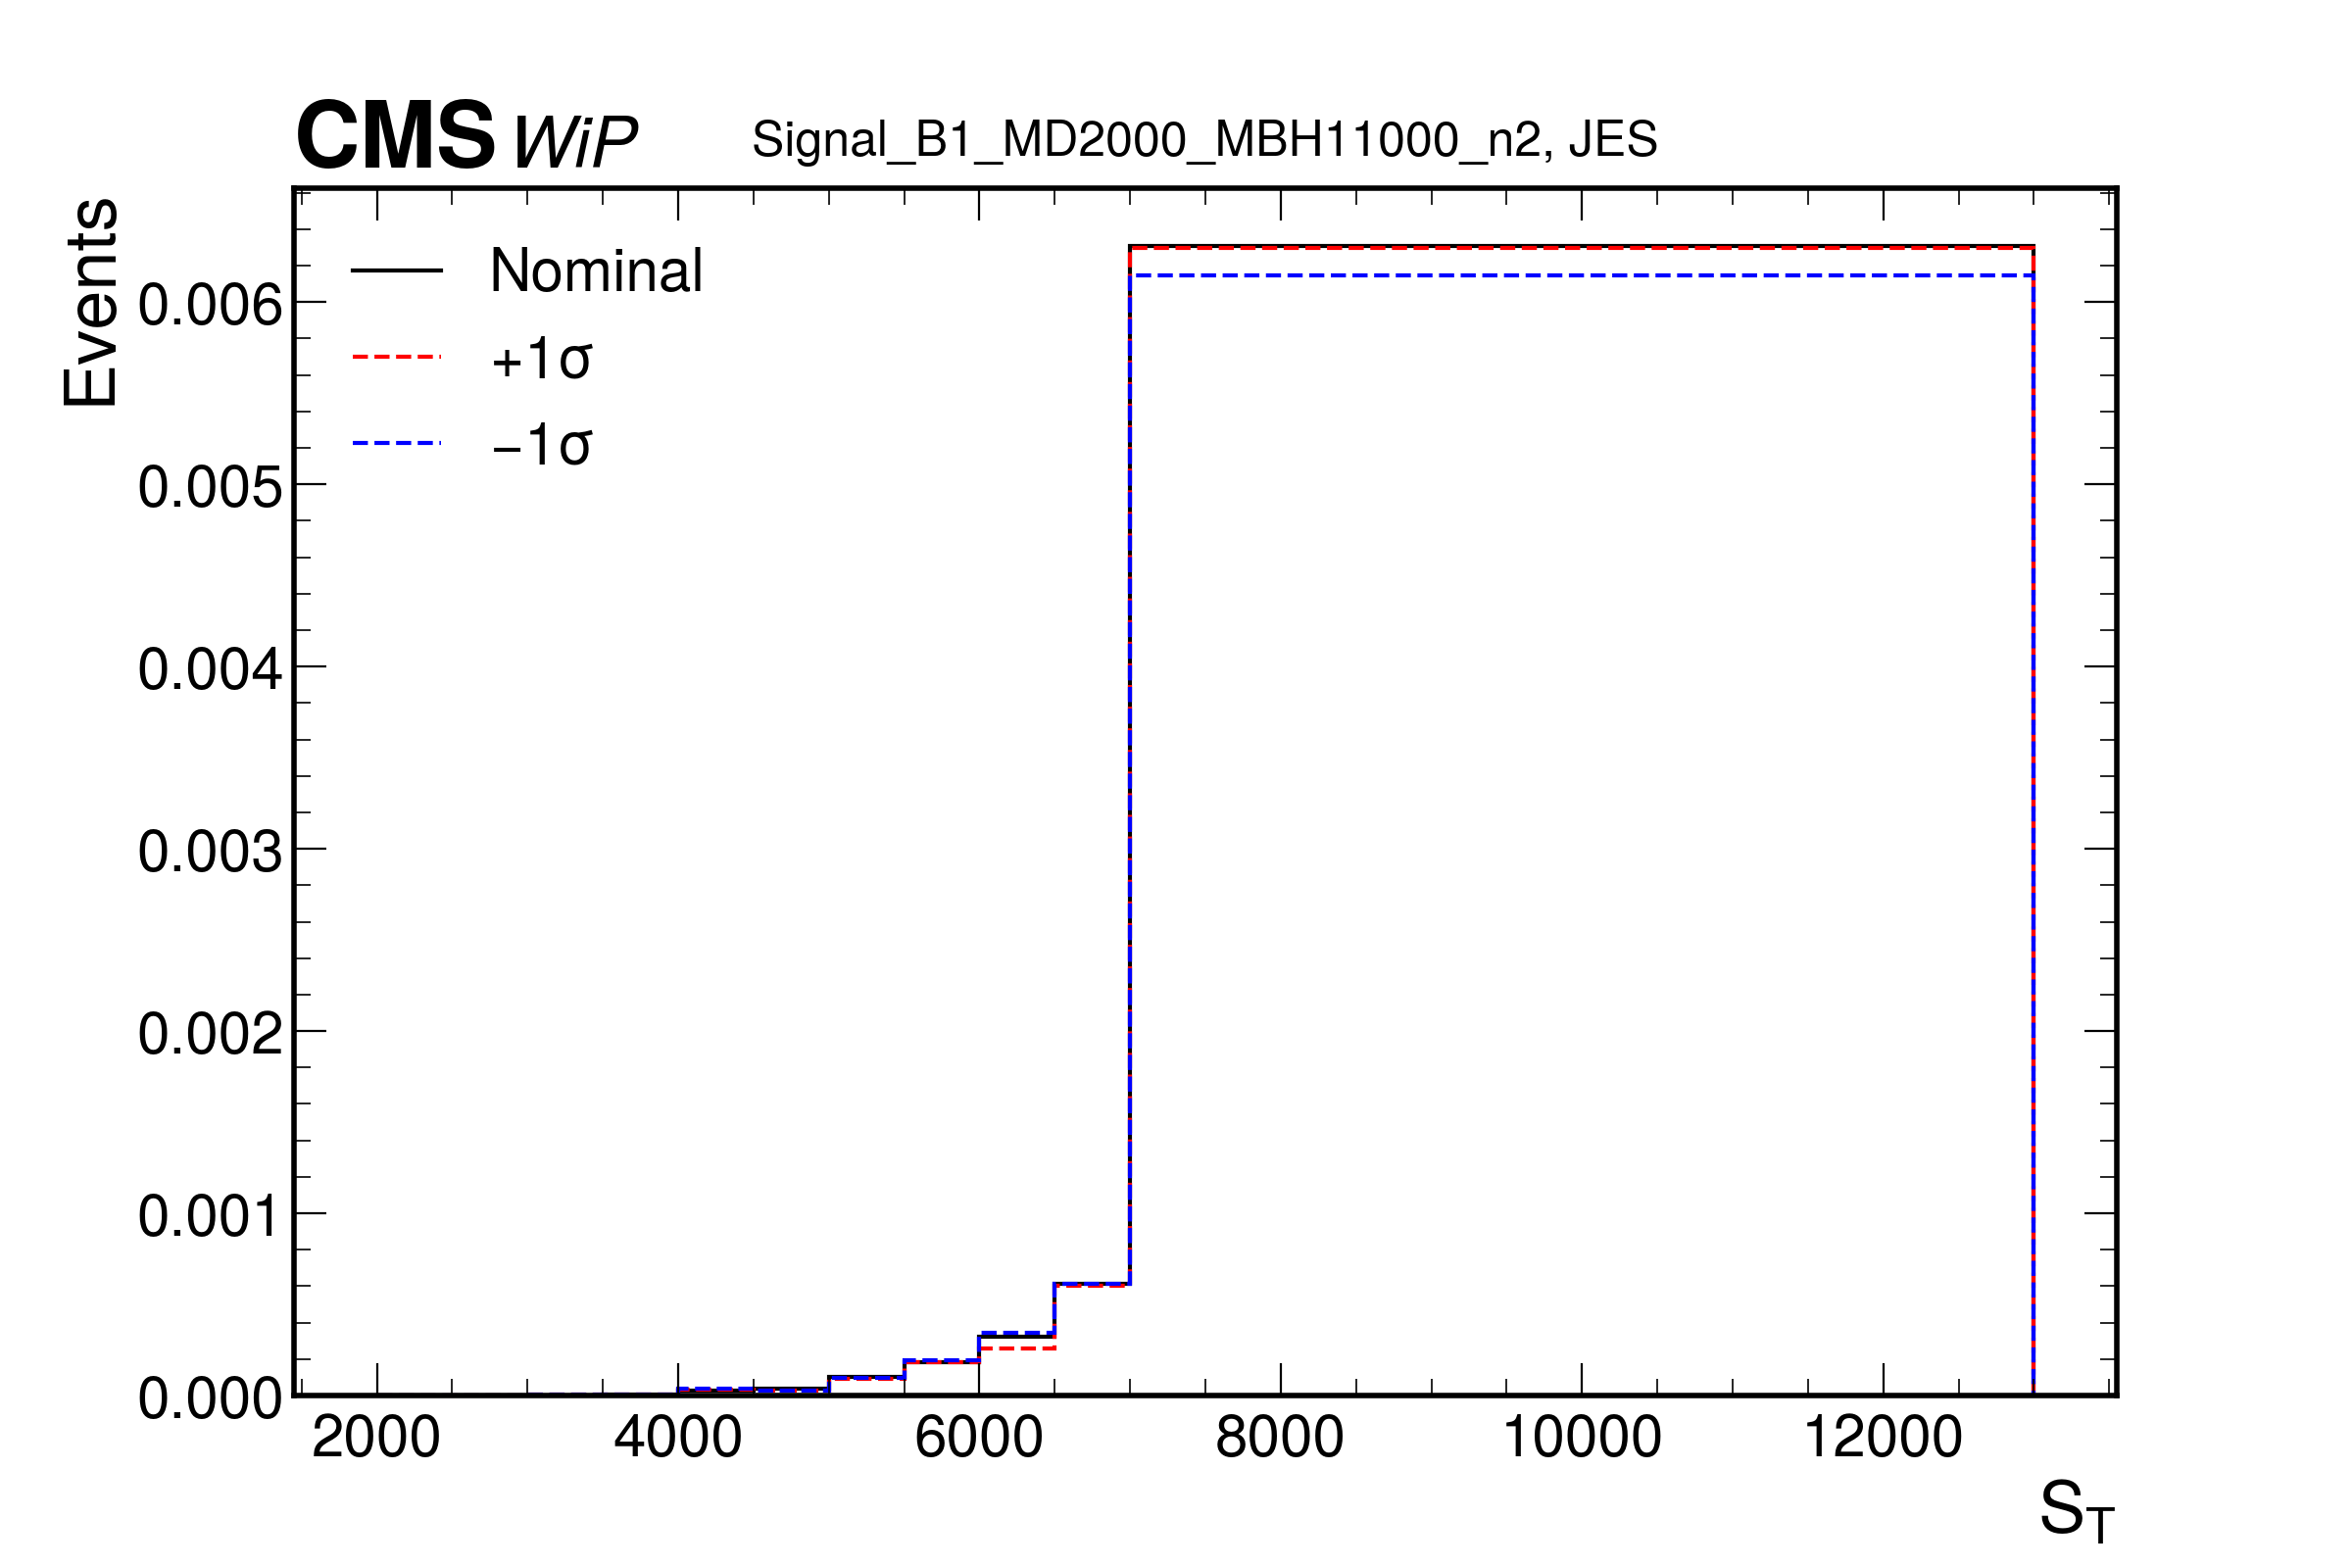 CMS WiP Signal_B1_MD2000_MBH11000_n2, JES
Events
Nominal
+1σ
−1σ
0.006
0.005
0.004
0.003
0.002
0.001
0.000
2000 4000 6000 8000 10000 12000
S_T